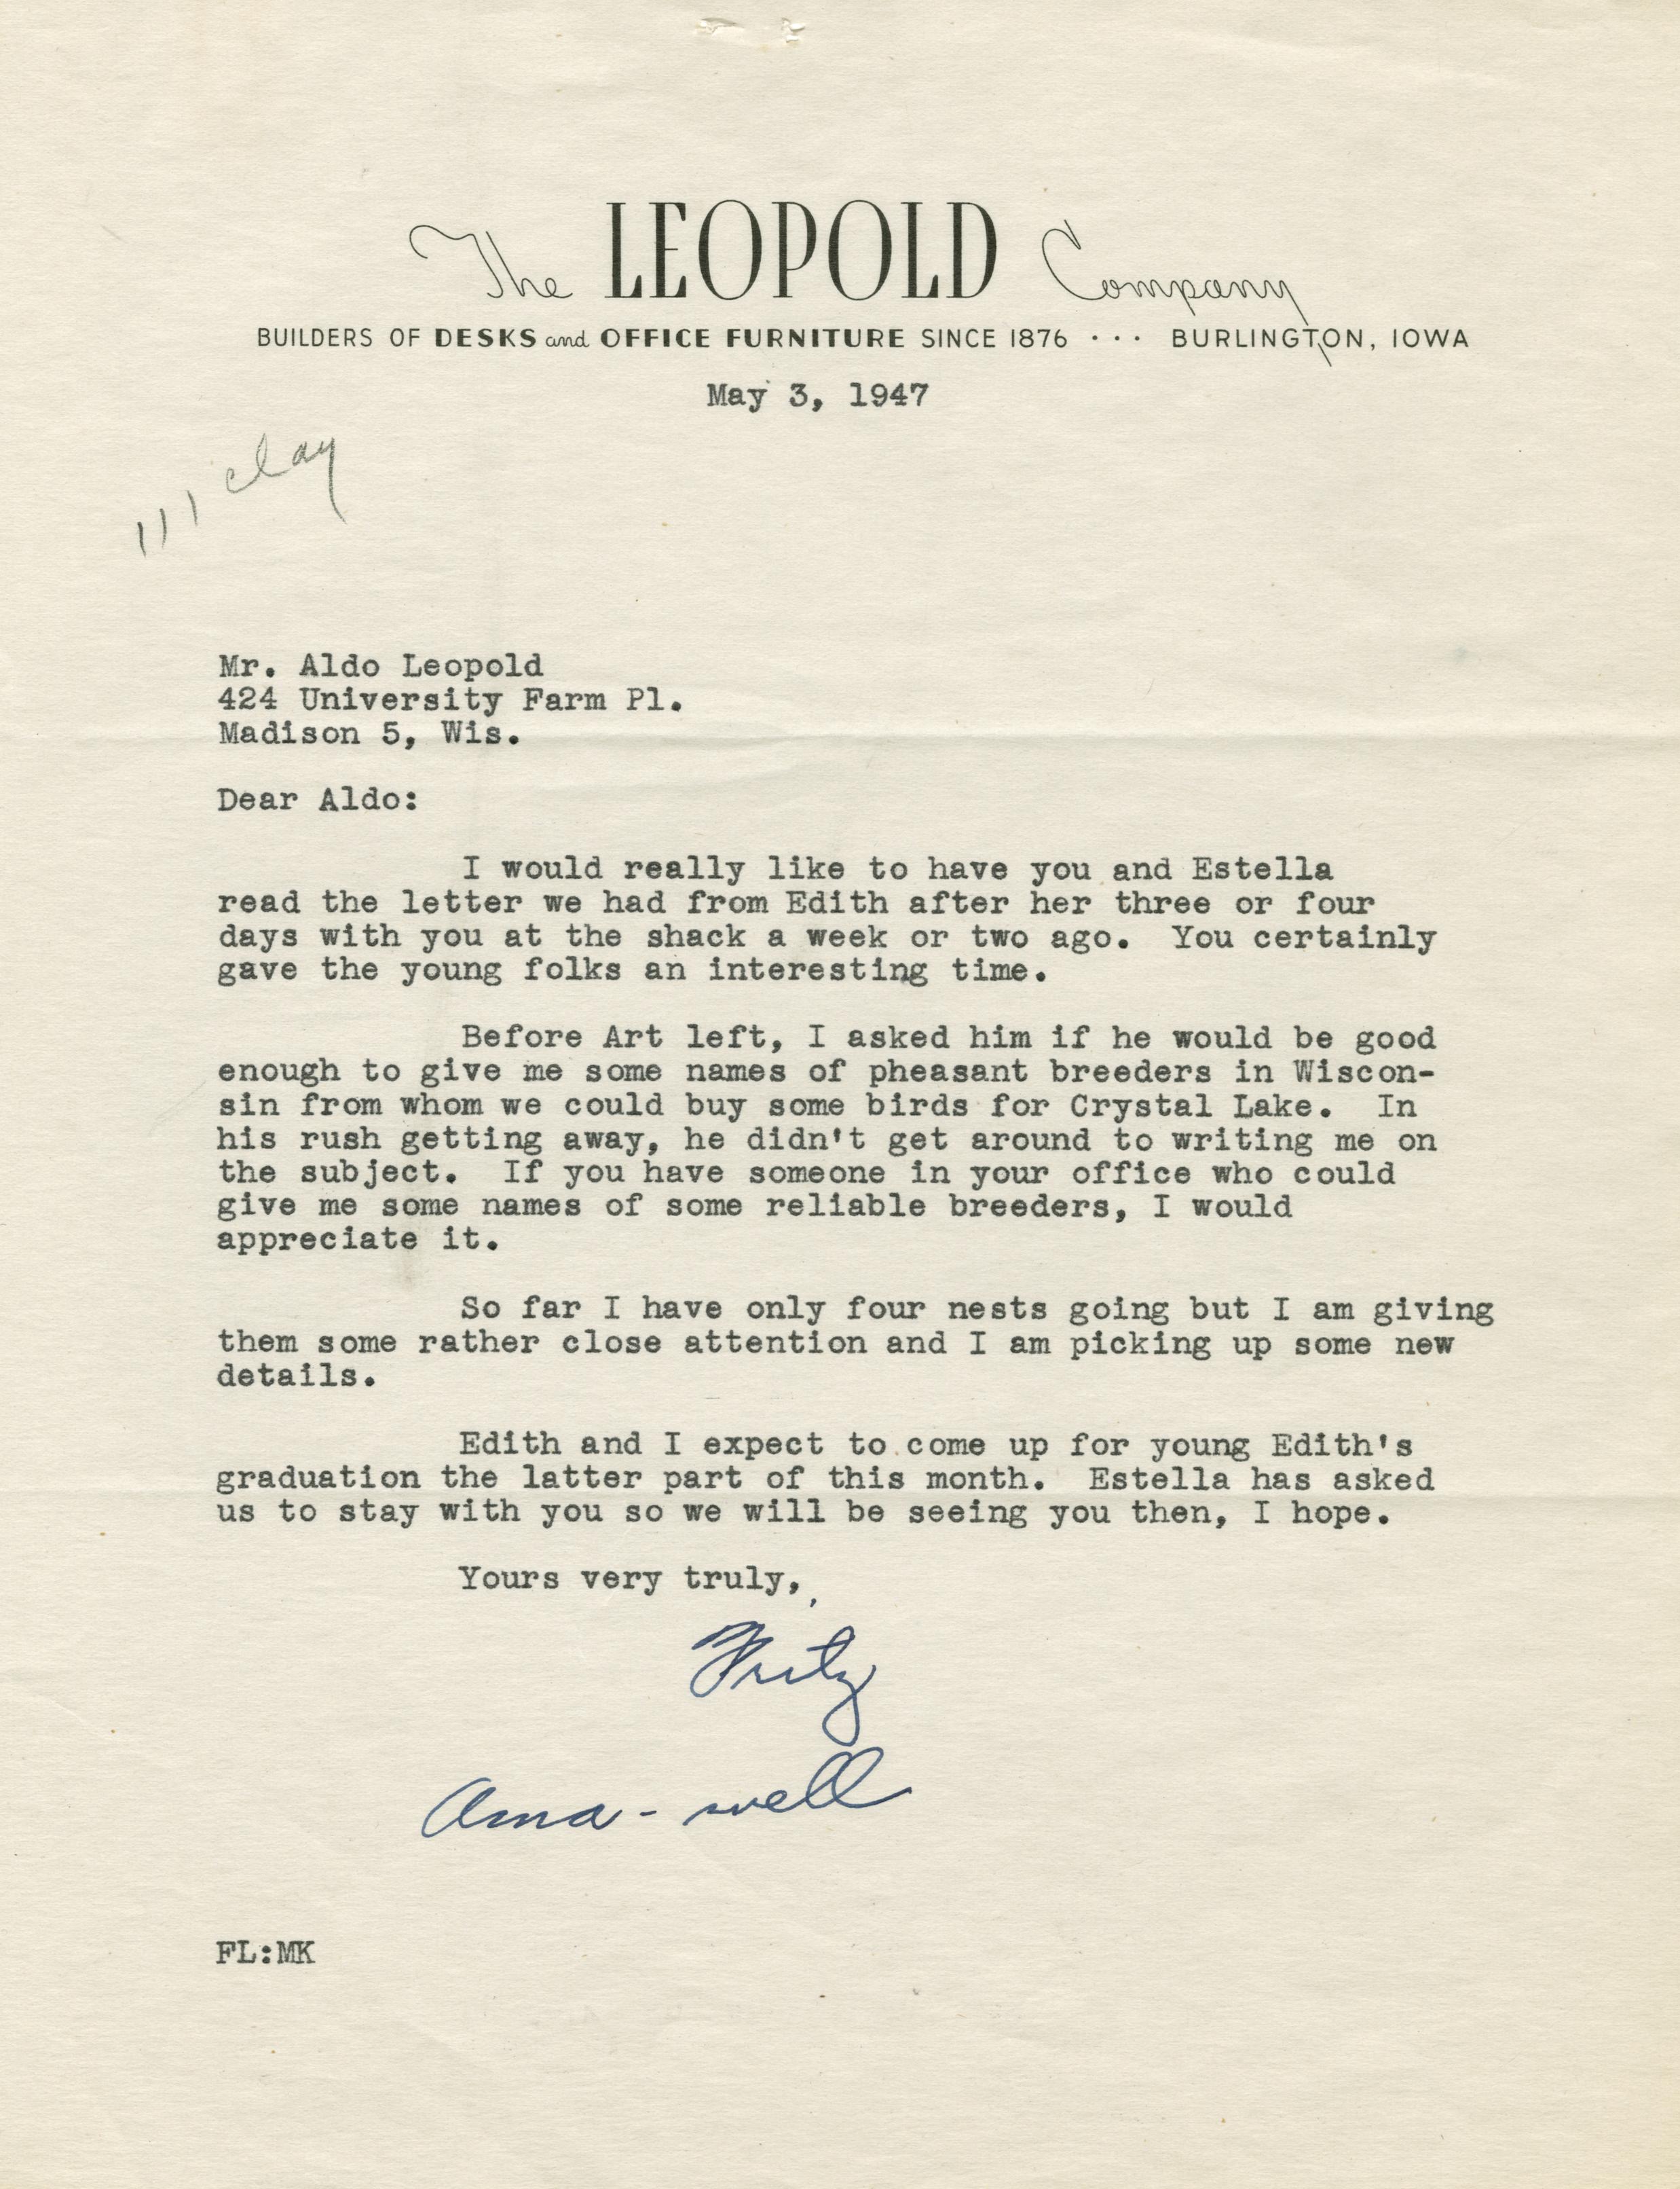 The LEOPOLD Company
BUILDERS OF DESKS and OFFICE FURNITURE SINCE 1876 ... BURLINGTON, IOWA
May 3, 1947
111 Clay
Mr. Aldo Leopold
424 University Farm Pl.
Madison 5, Wis.
Dear Aldo:
I would really like to have you and Estella
read the letter we had from Edith after her three or four
days with you at the shack a week or two ago. You certainly
gave the young folks an interesting time.
Before Art left, I asked him if he would be good
enough to give me some names of pheasant breeders in Wiscon-
sin from whom we could buy some birds for Crystal Lake. In
his rush getting away, he didn't get around to writing me on
the subject. If you have someone in your office who could
give me some names of some reliable breeders, I would
appreciate it.
So far I have only four nests going but I am giving
them some rather close attention and I am picking up some new
details.
Edith and I expect to come up for young Edith's
graduation the latter part of this month. Estella has asked
us to stay with you so we will be seeing you then, I hope.
Yours very truly,
Fritz
Ama - well
FL:MK